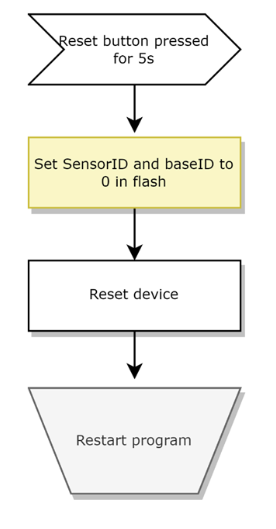 Reset button pressed
for 5s
Set SensorID and baseID to
0 in flash
Reset device
Restart program